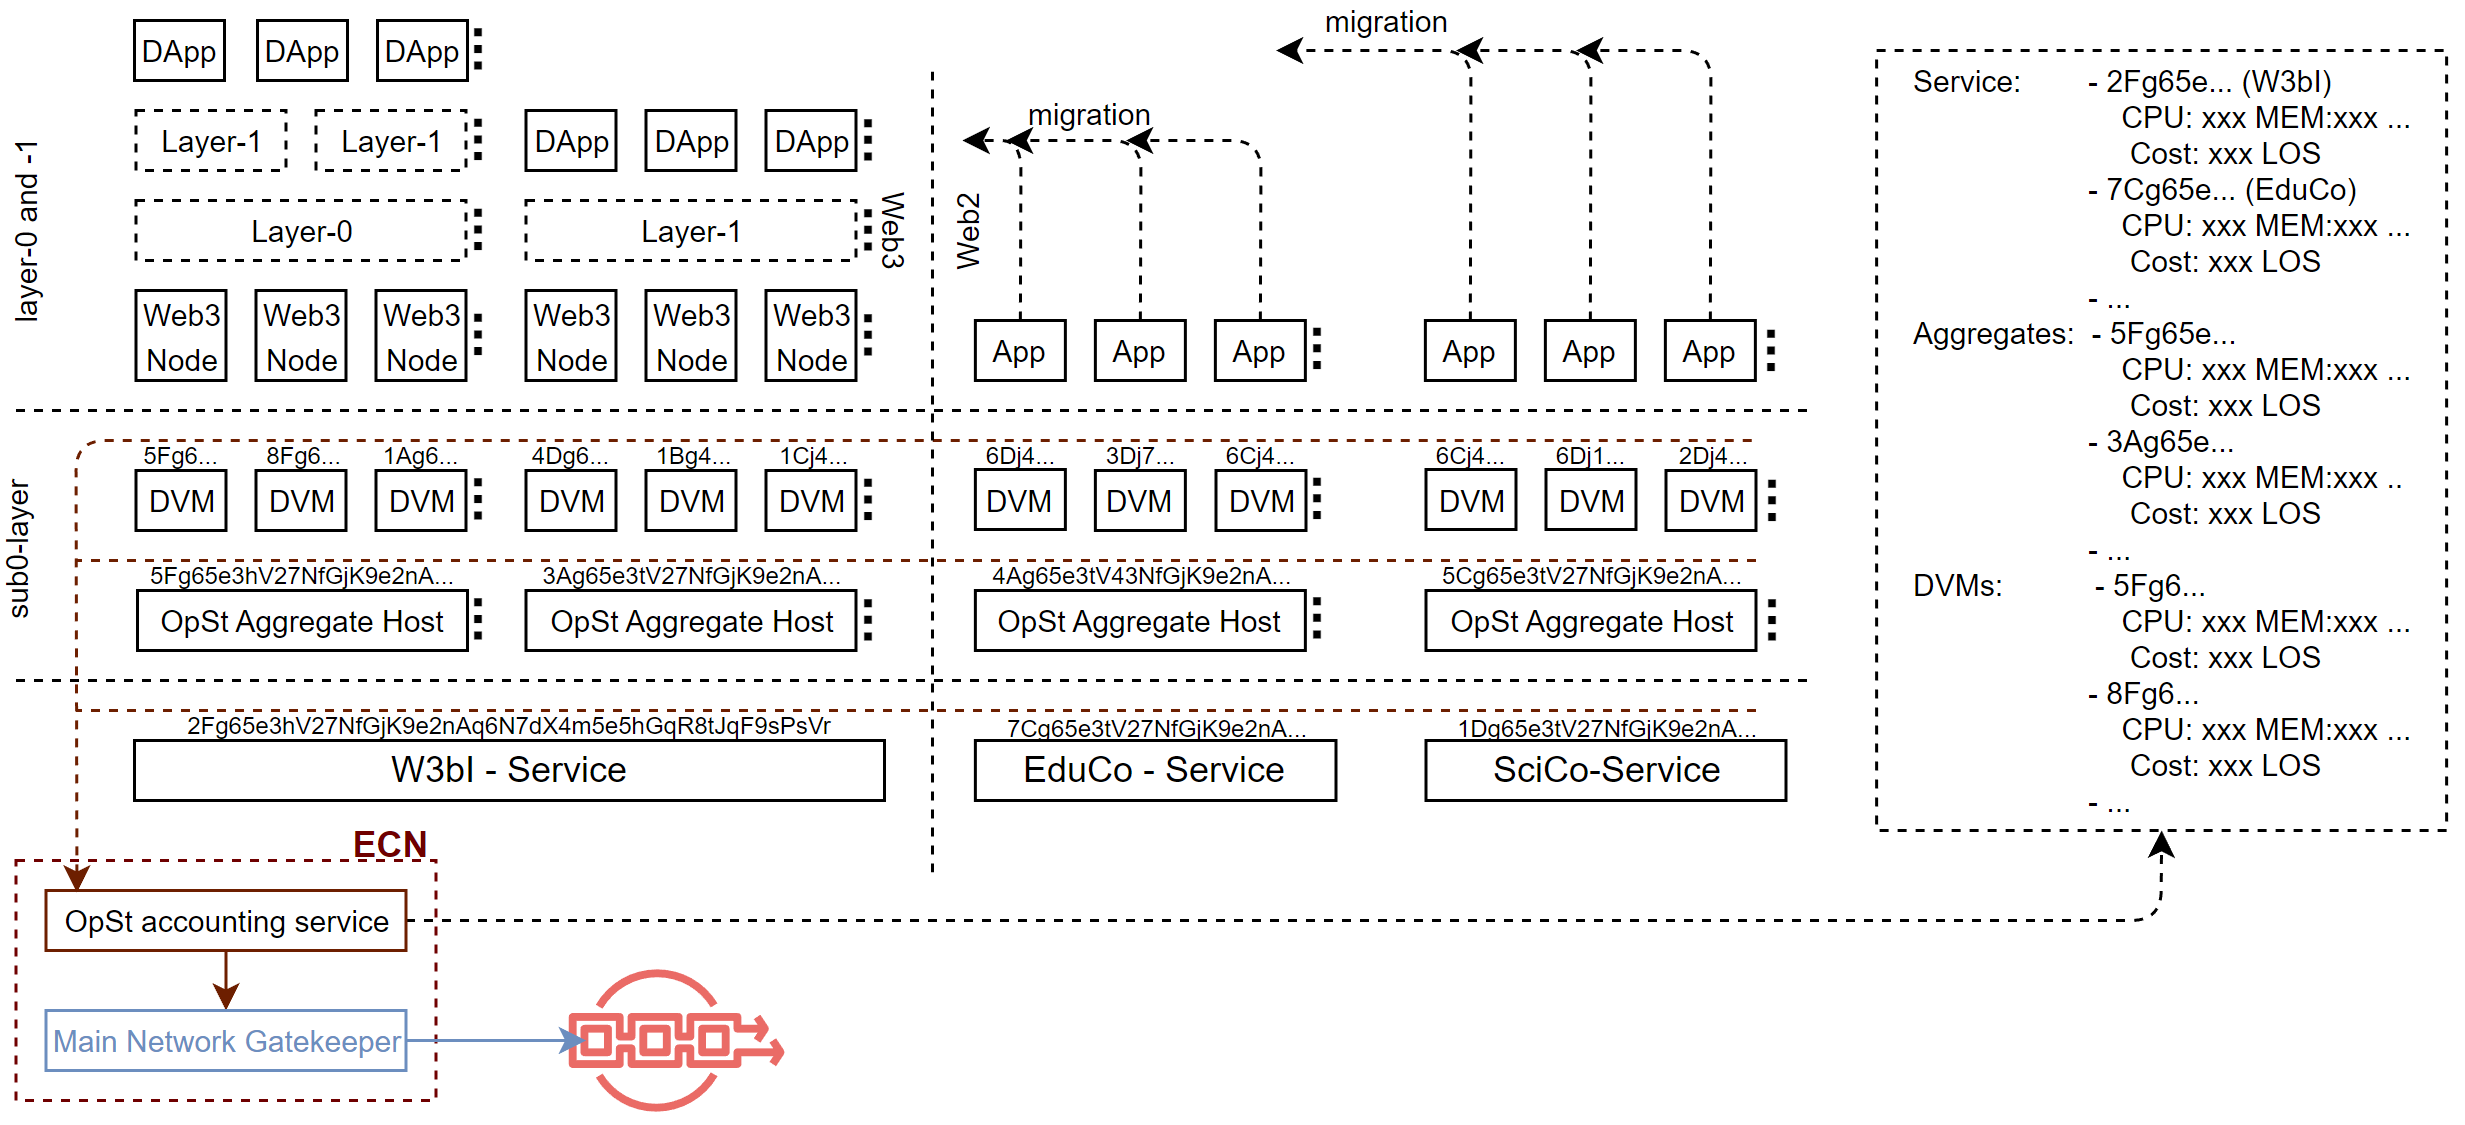 migration
DApp DApp DApp
migration
Layer-1 Layer-1 DApp DApp DApp
layer-0 and -1
Layer-0 Layer-1 Web3 Web2
Web3 Node Web3 Node Web3 Node Web3 Node Web3 Node Web3 Node
App App App App App App
sub0-layer
5Fg6... 8Fg6... 1Ag6... 4Dg6... 1Bg4... 1Cj4... 6Dj4... 3Dj7... 6Cj4... 6Cj4... 6Dj1... 2Dj4...
DVM DVM DVM DVM DVM DVM DVM DVM DVM DVM DVM DVM
5Fg65e3hV27NfGjK9e2nA... 3Ag65e3tV27NfGjK9e2nA... 4Ag65e3tV43NfGjK9e2nA... 5Cg65e3tV27NfGjK9e2nA...
OpSt Aggregate Host OpSt Aggregate Host OpSt Aggregate Host OpSt Aggregate Host
2Fg65e3hV27NfGjK9e2nAq6N7dX4m5e5hGqR8tJqF9sPsVr 7Cg65e3tV27NfGjK9e2nA... 1Dg65e3tV27NfGjK9e2nA...
W3bI - Service EduCo - Service SciCo-Service
ECN
OpSt accounting service
Main Network Gatekeeper
Service: - 2Fg65e... (W3bI)
CPU: xxx MEM:xxx ...
Cost: xxx LOS
- 7Cg65e... (EduCo)
CPU: xxx MEM:xxx ...
Cost: xxx LOS
- ...
Aggregates: - 5Fg65e...
CPU: xxx MEM:xxx ...
Cost: xxx LOS
- 3Ag65e...
CPU: xxx MEM:xxx ..
Cost: xxx LOS
- ...
DVMs: - 5Fg6...
CPU: xxx MEM:xxx ...
Cost: xxx LOS
- 8Fg6...
CPU: xxx MEM:xxx ...
Cost: xxx LOS
- ...